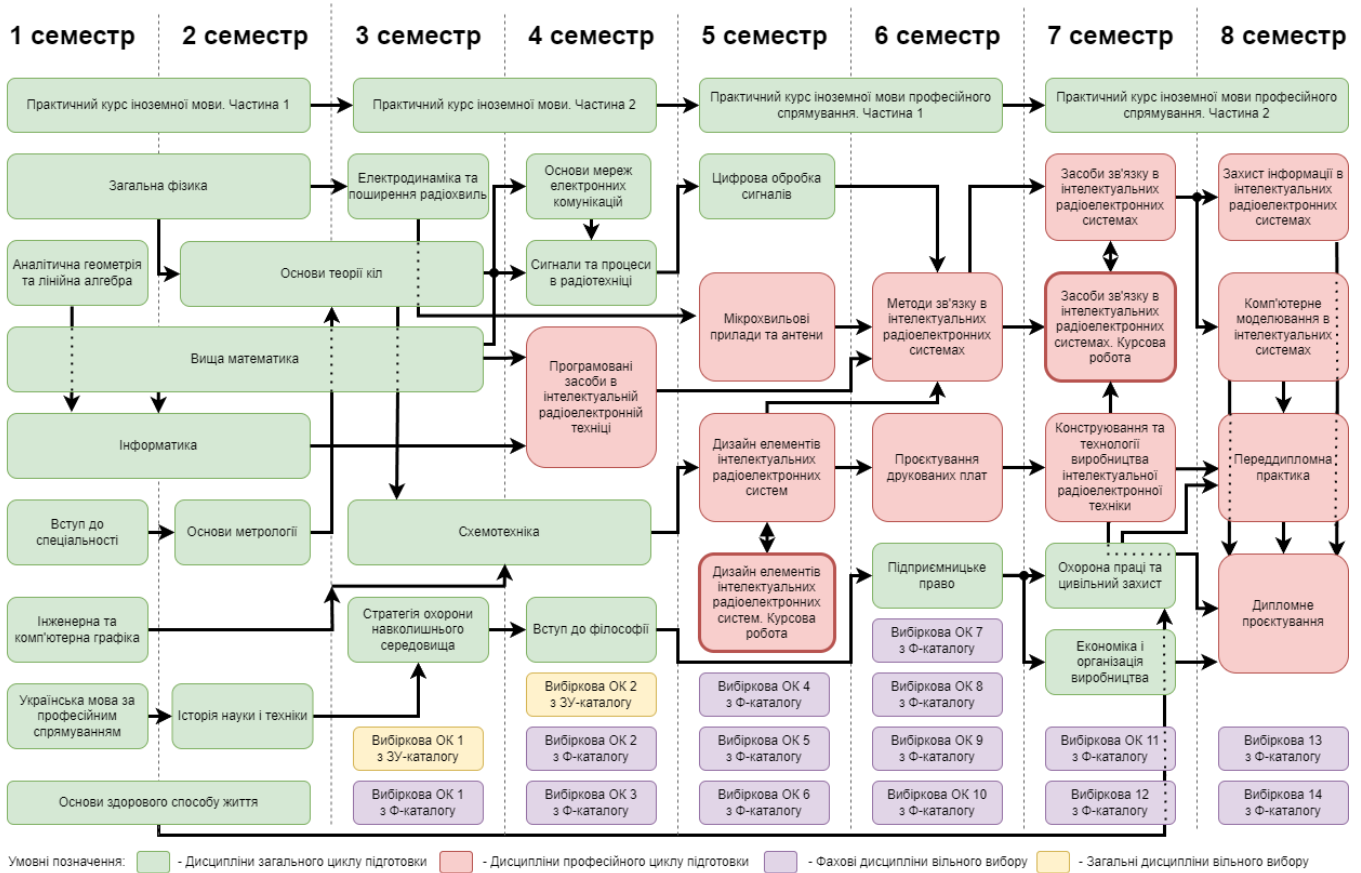 1 семестр
2 семестр
3 семестр
4 семестр
5 семестр
6 семестр
7 семестр
8 семестр
Практичний курс іноземної мови. Частина 1
Практичний курс іноземної мови. Частина 2
Практичний курс іноземної мови професійного
спрямування. Частина 1
Практичний курс іноземної мови професійного
спрямування. Частина 2
Загальна фізика
Електродинаміка та
поширення радіохвиль
Основи мереж
електронних
комунікацій
Цифрова обробка
сигналів
Засоби зв'язку в
інтелектуальних
радіоелектронних
системах
Захист інформації в
інтелектуальних
радіоелектронних
системах
Аналітична геометрія
та лінійна алгебра
Основи теорії кіл
Сигнали та процеси
в радіотехніці
Мікрохвильові
прилади та антени
Методи зв'язку в
інтелектуальних
радіоелектронних
системах
Засоби зв'язку в
інтелектуальних
радіоелектронних
системах. Курсова
робота
Комп'ютерне
моделювання в
інтелектуальних
системах
Вища математика
Програмовані
засоби в
інтелектуальній
радіоелектронній
техніці
Інформатика
Дизайн елементів
інтелектуальних
радіоелектронних
систем
Проєктування
друкованих плат
Конструювання та
технології
виробництва
інтелектуальної
радіоелектронної
техніки
Переддипломна
практика
Вступ до
спеціальності
Основи метрології
Схемотехніка
Дизайн елементів
інтелектуальних
радіоелектронних
систем. Курсова
робота
Підприємницьке
право
Охорона праці та
цивільний захист
Дипломне
проєктування
Інженерна та
комп'ютерна графіка
Стратегія охорони
навколишнього
середовища
Вступ до філософії
Вибіркова ОК 7
з Ф-каталогу
Економіка і
організація
виробництва
Українська мова за
професійним
спрямуванням
Історія науки і техніки
Вибіркова ОК 2
з ЗУ-каталогу
Вибіркова ОК 4
з Ф-каталогу
Вибіркова ОК 8
з Ф-каталогу
Вибіркова ОК 1
з ЗУ-каталогу
Вибіркова ОК 2
з Ф-каталогу
Вибіркова ОК 5
з Ф-каталогу
Вибіркова ОК 9
з Ф-каталогу
Вибіркова ОК 11
з Ф-каталогу
Вибіркова 13
з Ф-каталогу
Основи здорового способу життя
Вибіркова ОК 1
з Ф-каталогу
Вибіркова ОК 3
з Ф-каталогу
Вибіркова ОК 6
з Ф-каталогу
Вибіркова ОК 10
з Ф-каталогу
Вибіркова 12
з Ф-каталогу
Вибіркова 14
з Ф-каталогу
Умовні позначення:
- Дисципліни загального циклу підготовки
- Дисципліни професійного циклу підготовки
- Фахові дисципліни вільного вибору
- Загальні дисципліни вільного вибору